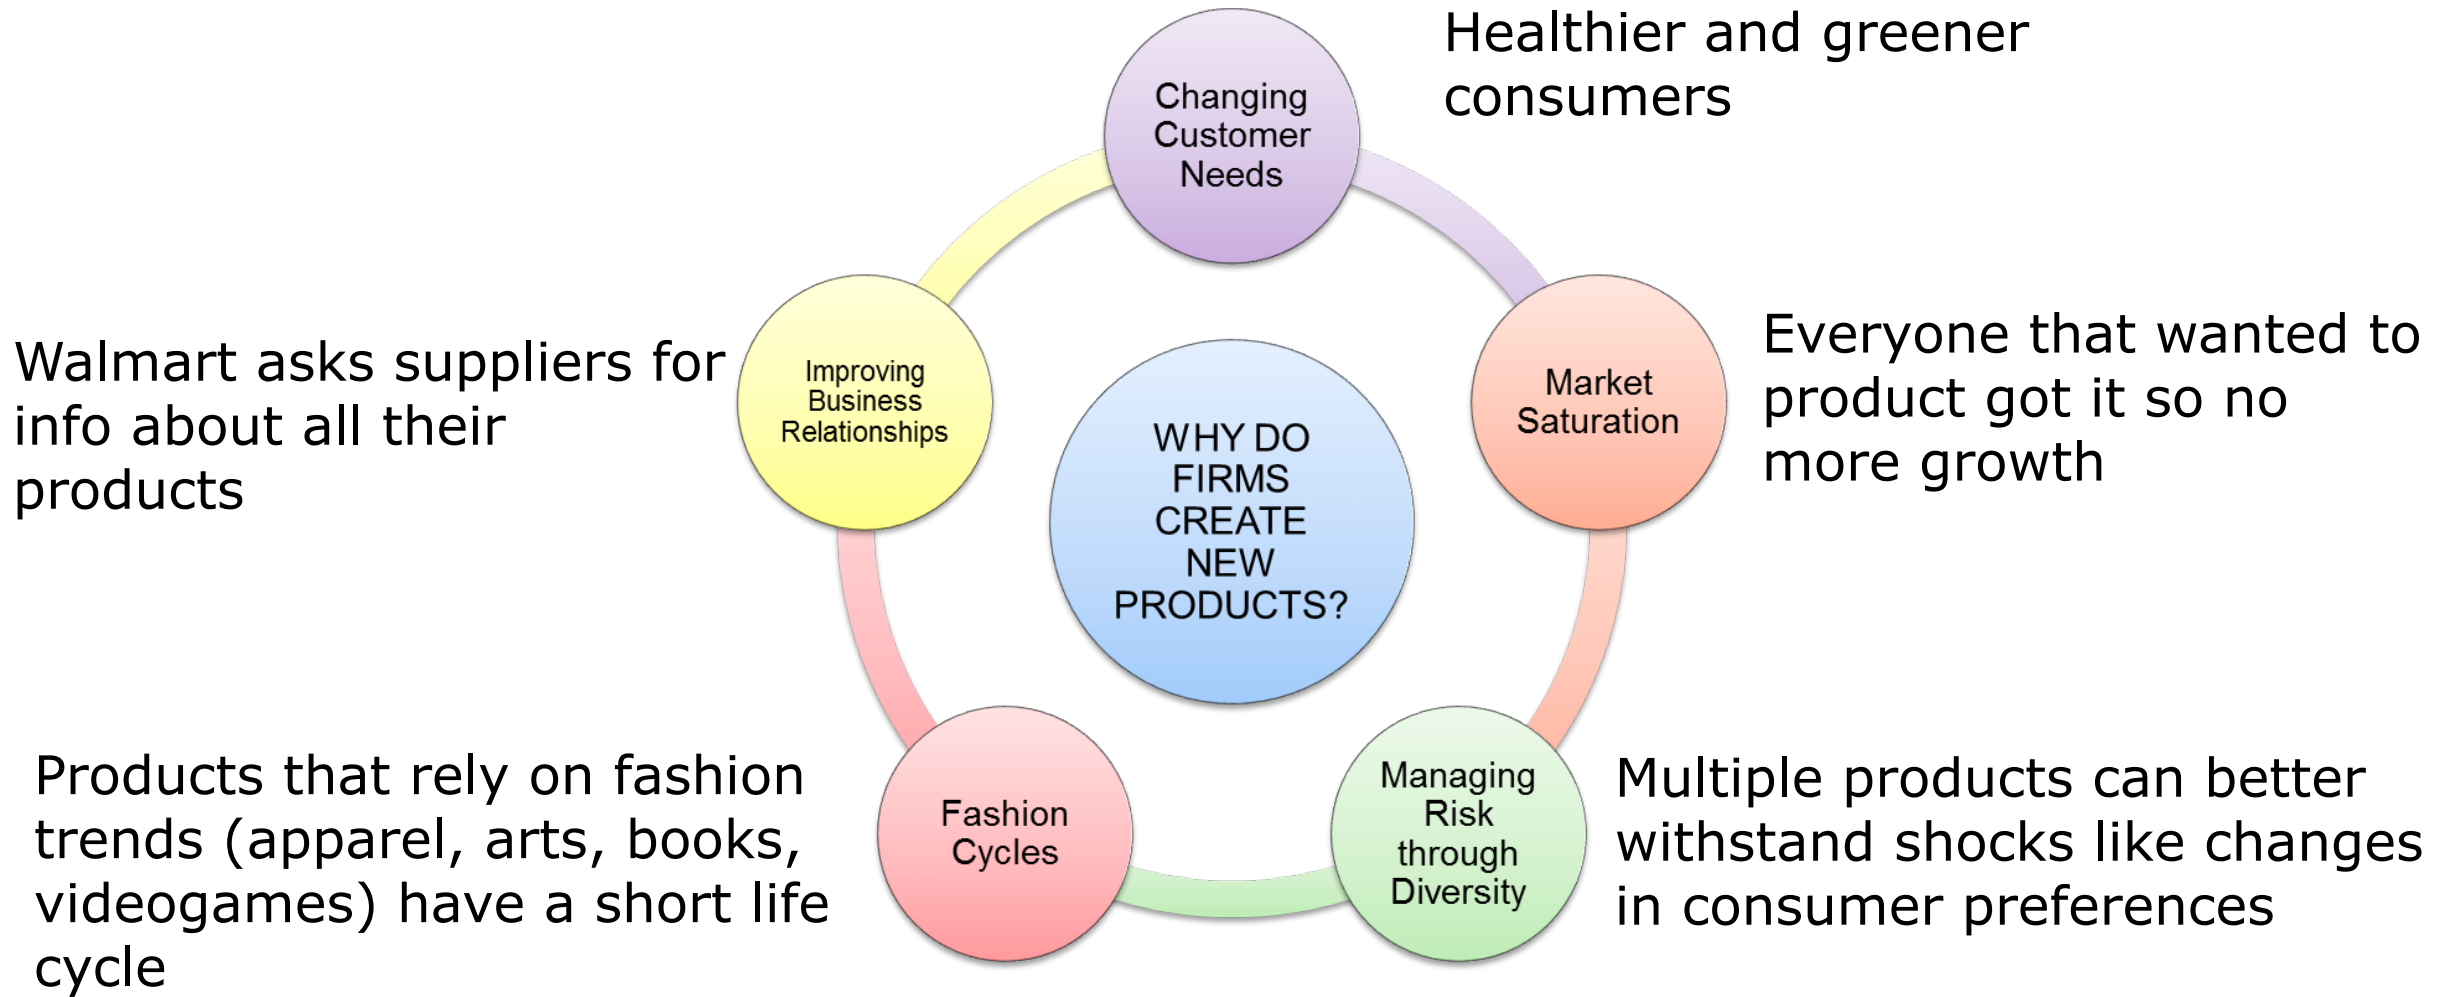 Changing
Customer
Needs
Healthier and greener
consumers
Market
Saturation
Everyone that wanted to
product got it so no
more growth
Managing
Risk
through
Diversity
Multiple products can better
withstand shocks like changes
in consumer preferences
Fashion
Cycles
Products that rely on fashion
trends (apparel, arts, books,
videogames) have a short life
cycle
Improving
Business
Relationships
Walmart asks suppliers for
info about all their
products
WHY DO
FIRMS
CREATE
NEW
PRODUCTS?